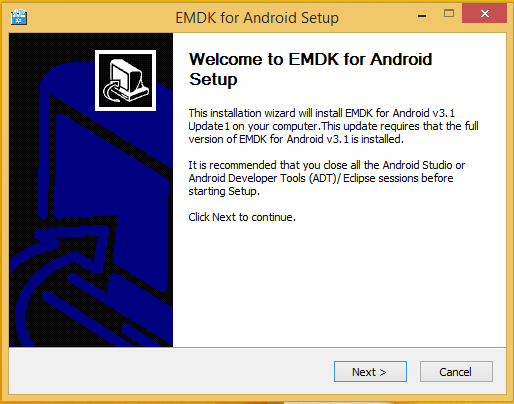 EMDK for Android Setup
Welcome to EMDK for Android
Setup
This installation wizard will install EMDK for Android v3.1
Update1 on your computer.This update requires that the full
version of EMDK for Android v3.1 is installed.
It is recommended that you close all the Android Studio or
Android Developer Tools (ADT)/ Eclipse sessions before
starting Setup.
Click Next to continue.
Next >
Cancel